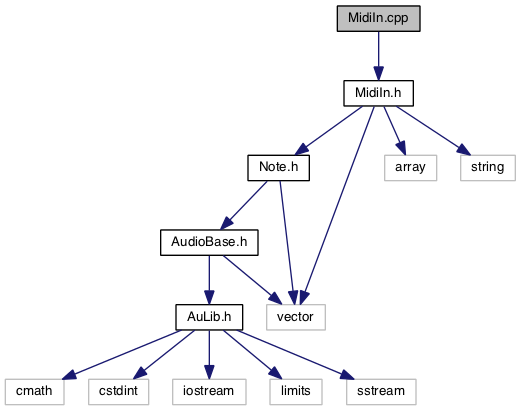 MidiIn.cpp
MidiIn.h
Note.h
array
string
AudioBase.h
AuLib.h
vector
cmath
cstdint
iostream
limits
sstream